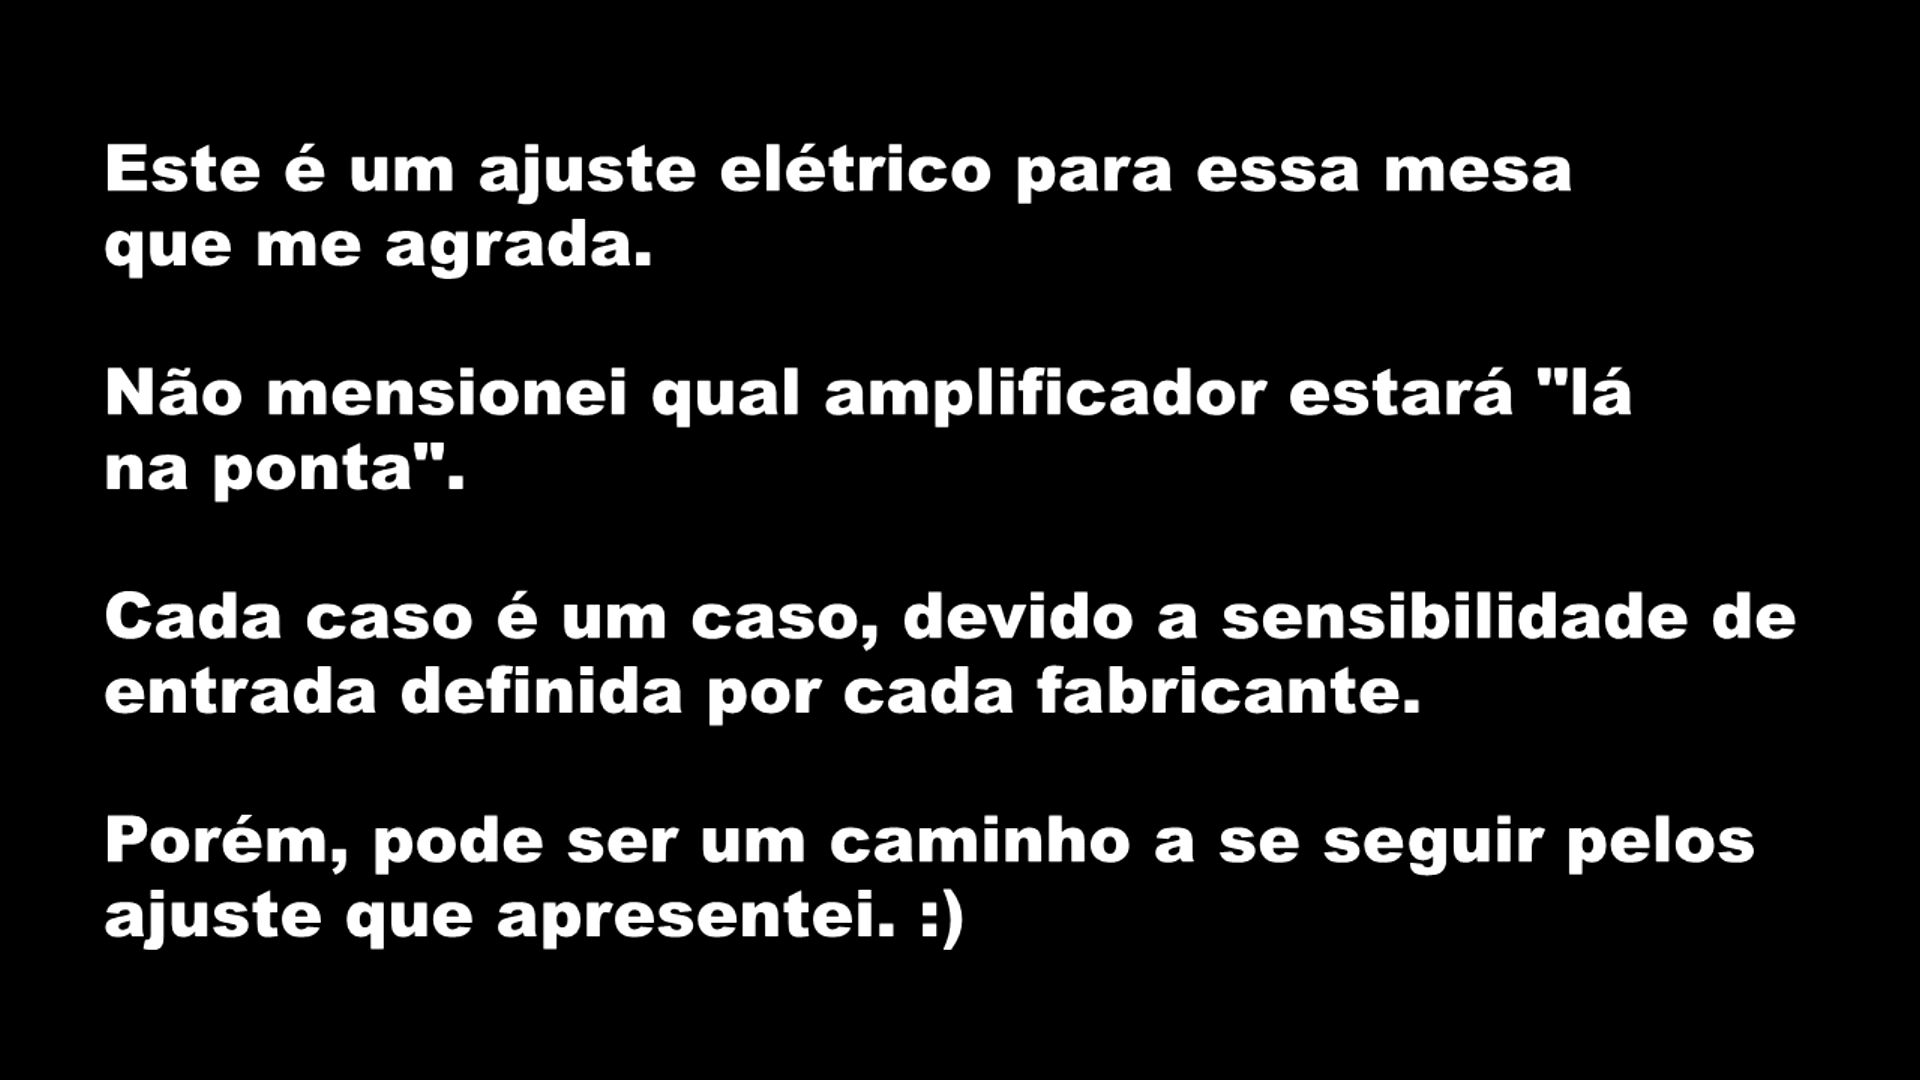 Este é um ajuste elétrico para essa mesa
que me agrada.
Não mensionei qual amplificador estará "lá
na ponta".
Cada caso é um caso, devido a sensibilidade de
entrada definida por cada fabricante.
Porém, pode ser um caminho a se seguir pelos
ajuste que apresentei. :)